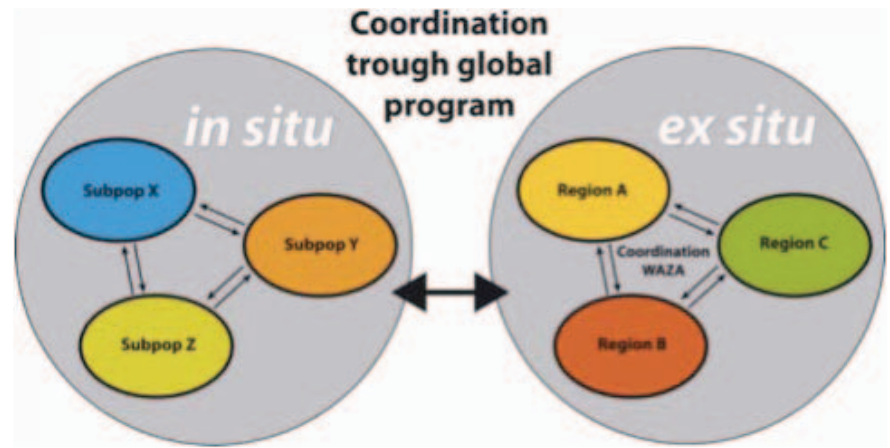 Coordination
trough global
program
in situ
Subpop X
Subpop Y
Subpop Z
ex situ
Region A
Region C
Coordination
WAZA
Region B